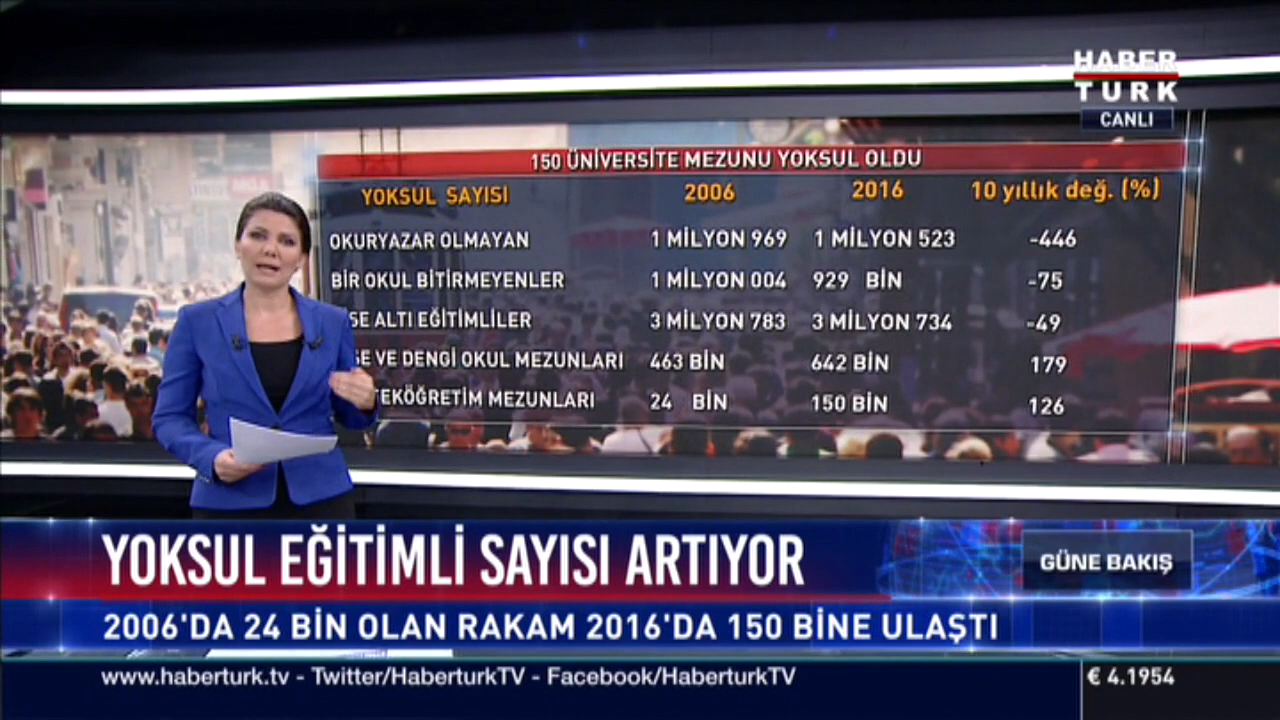 HABER
TURK
CANLI
150 ÜNİVERSİTE MEZUNU YOKSUL OLDU
YOKSUL SAYISI 2006 2016 10 yıllık değ. (%)
OKURYAZAR OLMAYAN 1 MİLYON 969 1 MİLYON 523 -446
BİR OKUL BİTİRMEYENLER 1 MİLYON 004 929 BİN -75
SE ALTI EĞİTİMLİLER 3 MİLYON 783 3 MİLYON 734 -49
SE VE DENGİ OKUL MEZUNLARI 463 BİN 642 BİN 179
TEKÖĞRETİM MEZUNLARI 24 BİN 150 BİN 126
YOKSUL EĞİTİMLİ SAYISI ARTIYOR
GÜNE BAKIŞ
2006'DA 24 BİN OLAN RAKAM 2016'DA 150 BİNE ULAŞTI
www.haberturk.tv - Twitter/HaberturkTV - Facebook/HaberturkTV
€ 4.1954